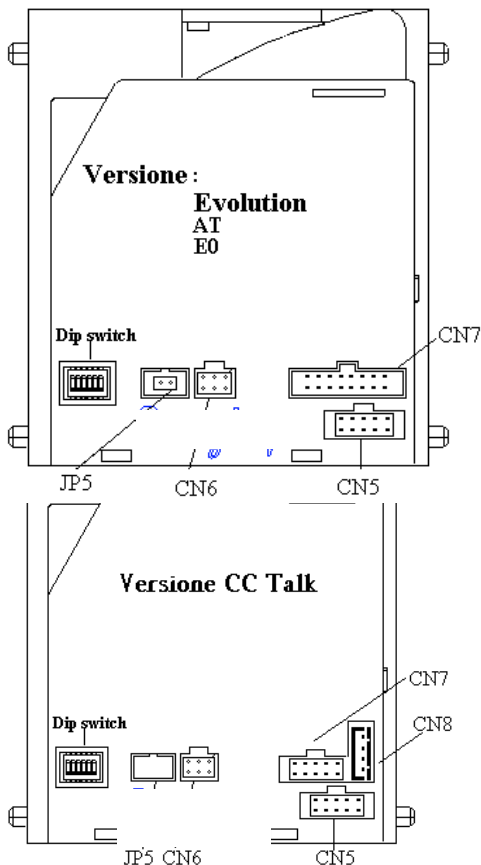 Versione :
Evolution
AT
E0
Dip switch
CN7
JP5
CN6
CN5
Versione CC Talk
CN7
Dip switch
CN8
JP5 CN6
CN5